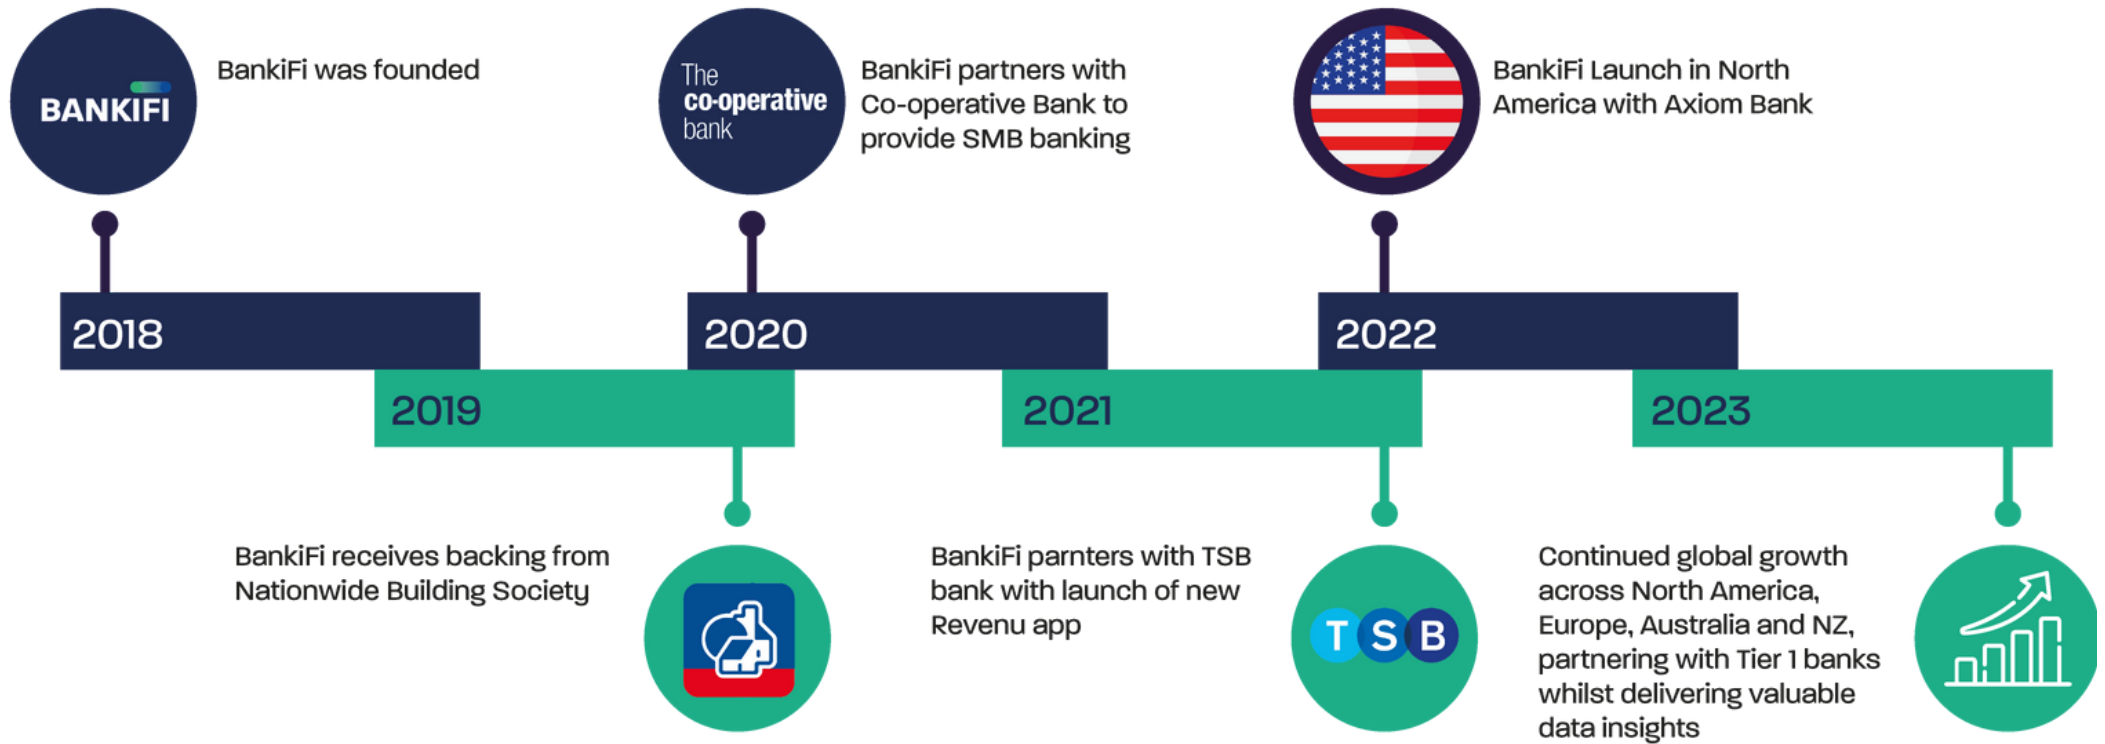 BANKIFI
BankiFi was founded
The
co-operative
bank
BankiFi partners with
Co-operative Bank to
provide SMB banking
BankiFi Launch in North
America with Axiom Bank
2018
2020
2022
2019
2021
2023
BankiFi receives backing from
Nationwide Building Society
BankiFi parnters with TSB
bank with launch of new
Revenu app
TSB
Continued global growth
across North America,
Europe, Australia and NZ,
partnering with Tier 1 banks
whilst delivering valuable
data insights